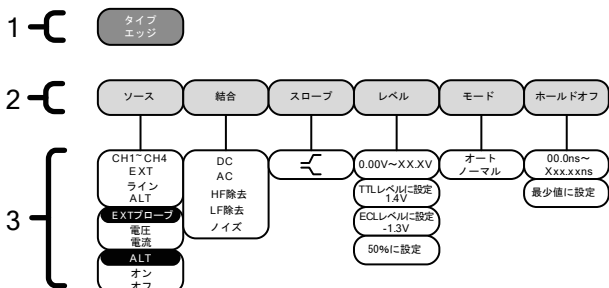 1
タイプ
エッジ
2
ソース
結合
スロープ
レベル
モード
ホールドオフ
3
CH1~CH4
EXT
ライン
ALT
EXTプローブ
電圧
電流
ALT
オン
オフ
DC
AC
HF除去
LF除去
ノイズ
0.00V～XX.XV
TTLレベルに設定
1.4V
ECLレベルに設定
-1.3V
50%に設定
オート
ノーマル
00.0ns～
Xxx.xxns
最少値に設定